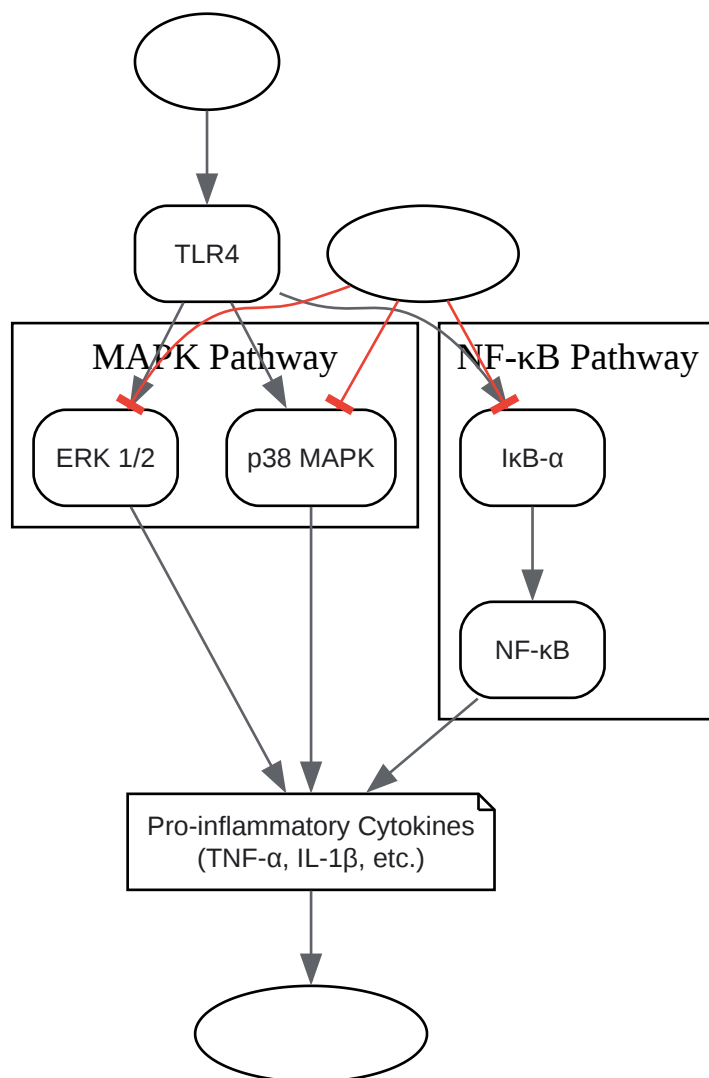 TLR4
MAPK Pathway
NF-κB Pathway
ERK 1/2
p38 MAPK
IκB-α
NF-κB
Pro-inflammatory Cytokines
(TNF-α, IL-1β, etc.)